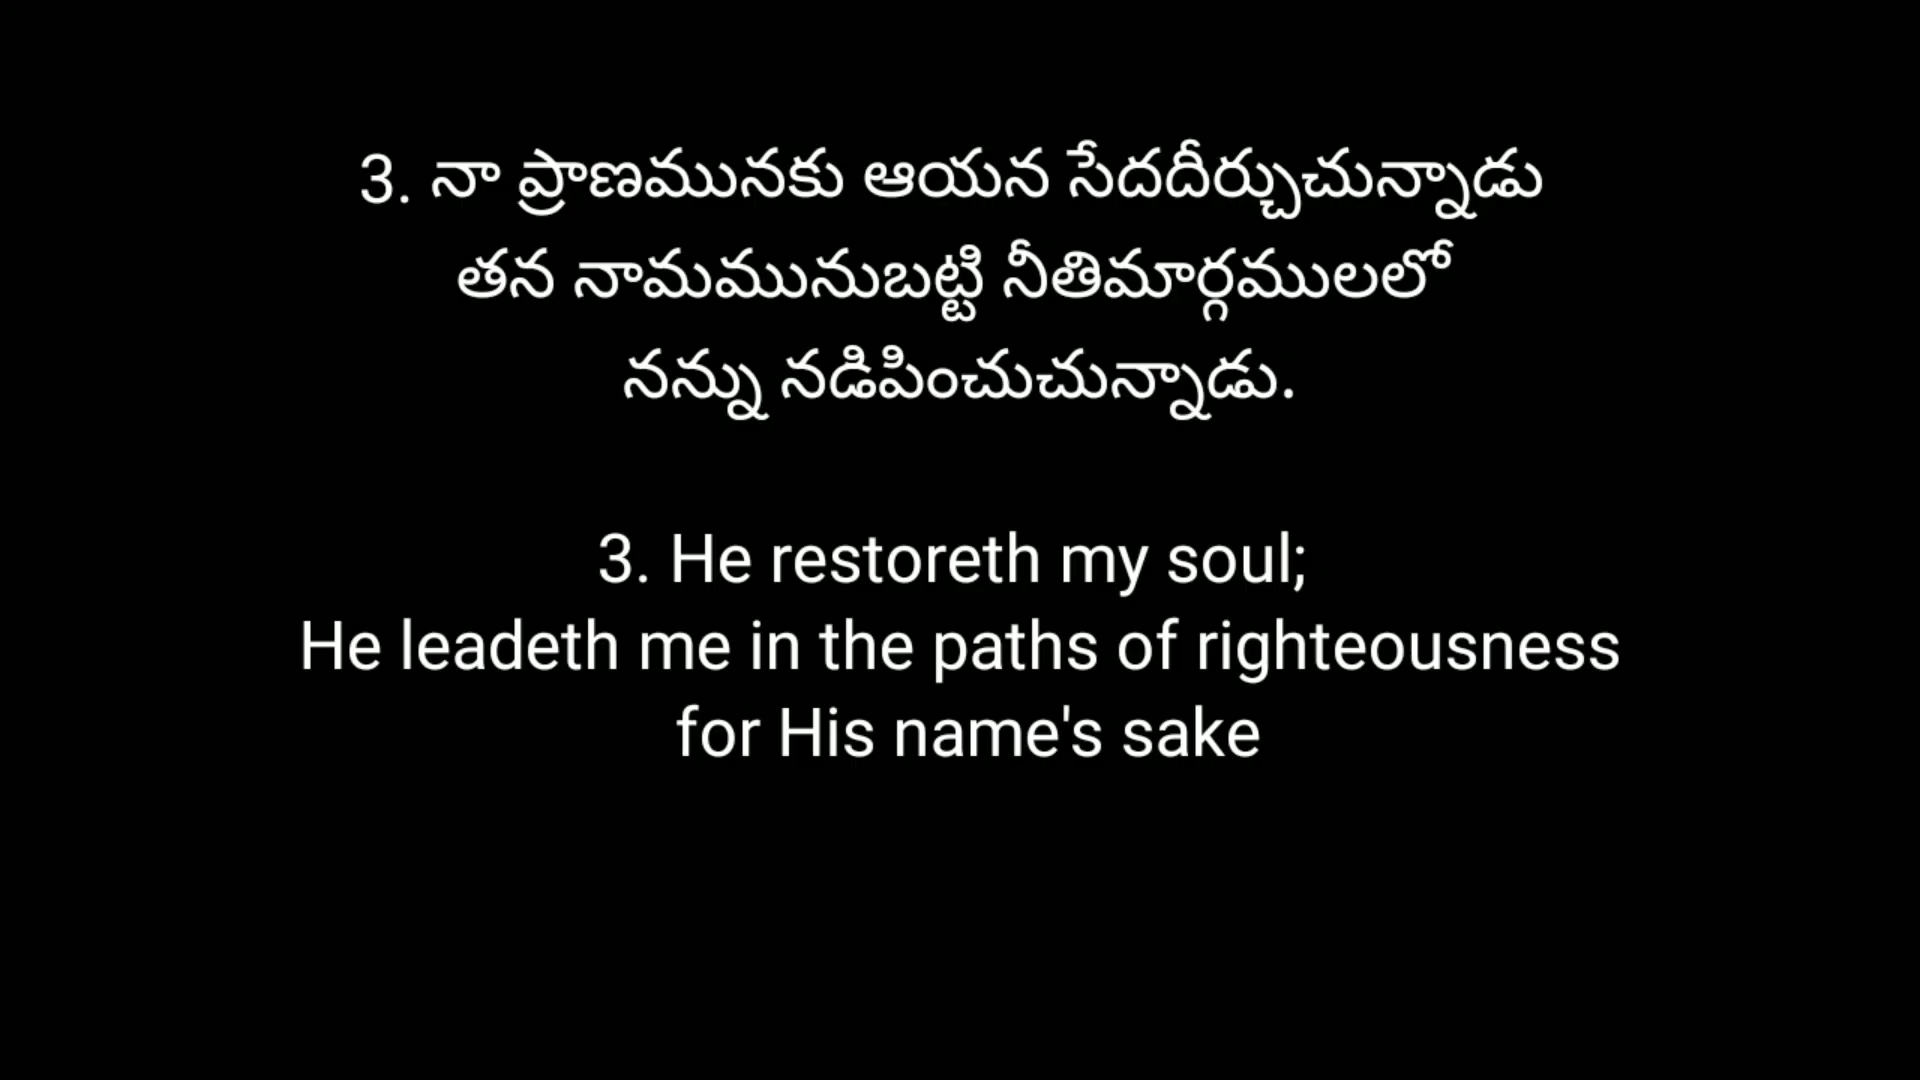 3. నా ప్రాణమునకు ఆయన సేదదీర్చుచున్నాడు
తన నామమునుబట్టి నీతిమార్గములలో
నన్ను నడిపించుచున్నాడు.
3. He restoreth my soul;
He leadeth me in the paths of righteousness
for His name's sake